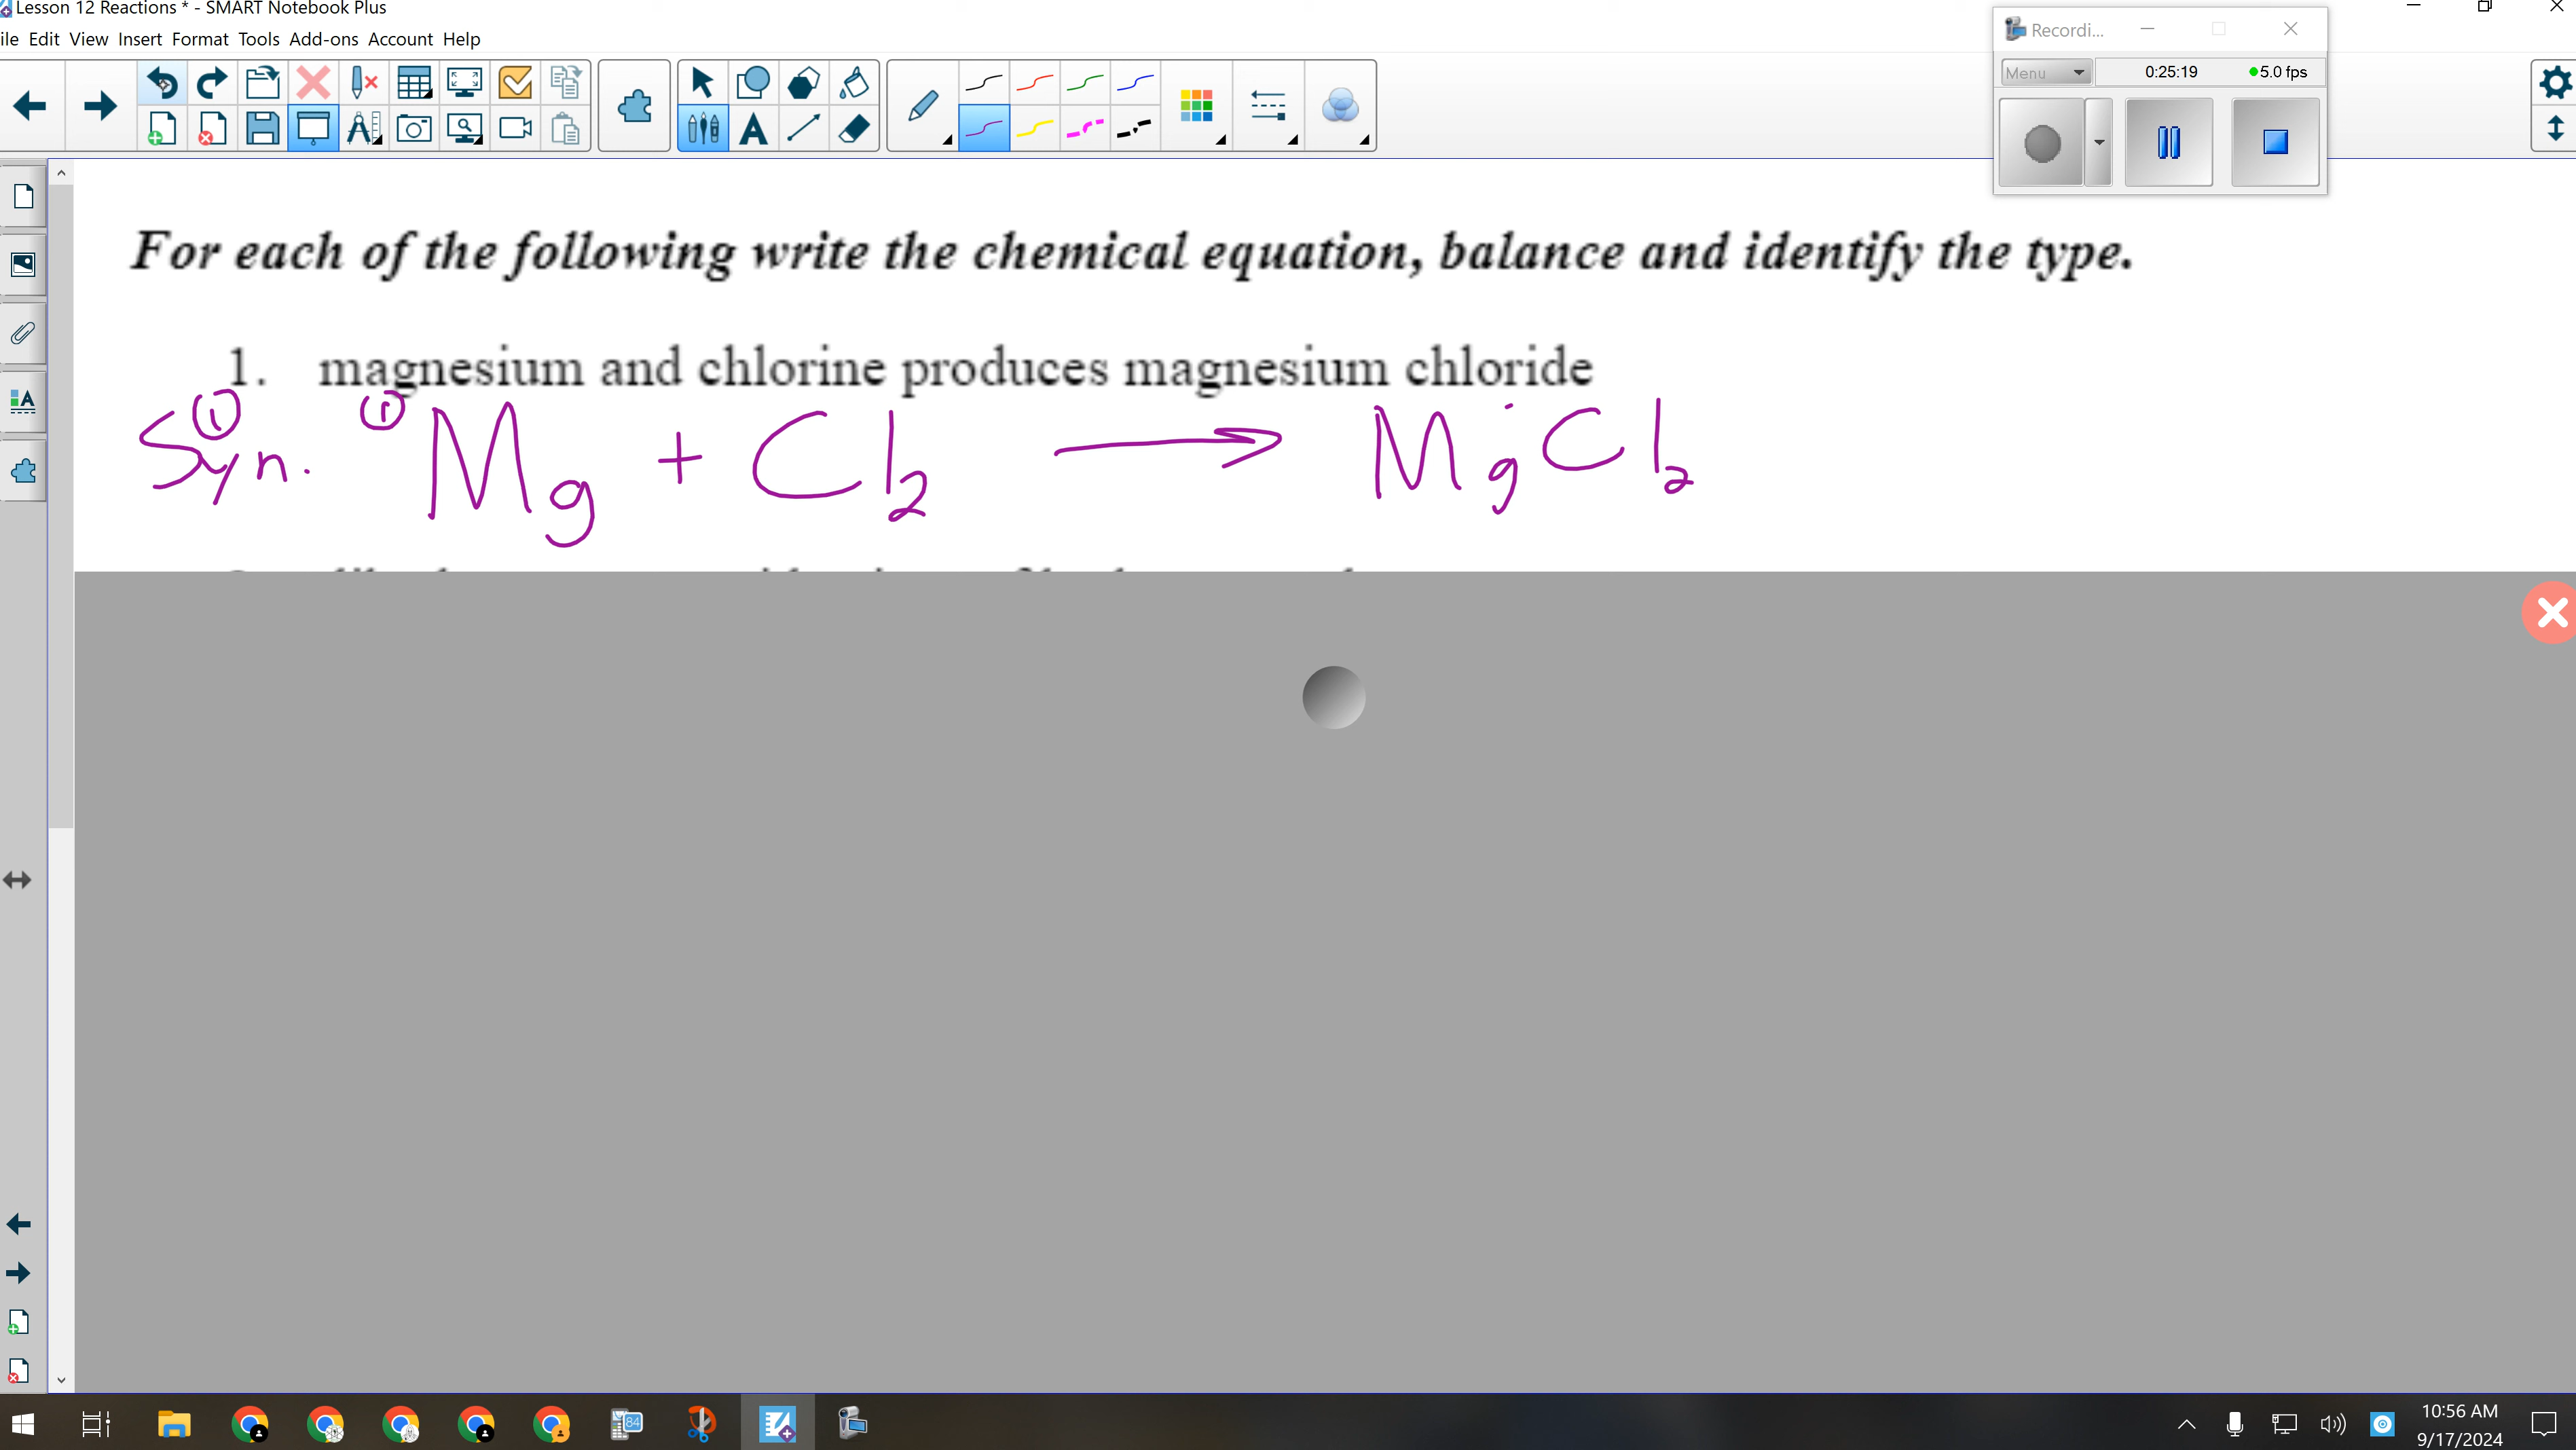 Lesson 12 Reactions * - SMART Notebook Plus
ile Edit View Insert Format Tools Add-ons Account Help
Recordi...
Menu 0:25:19 5.0 fps
For each of the following write the chemical equation, balance and identify the type.
1. magnesium and chlorine produces magnesium chloride
Syn. ① ① Mg + Cl₂ → MgCl₂
84
10:56 AM
9/17/2024